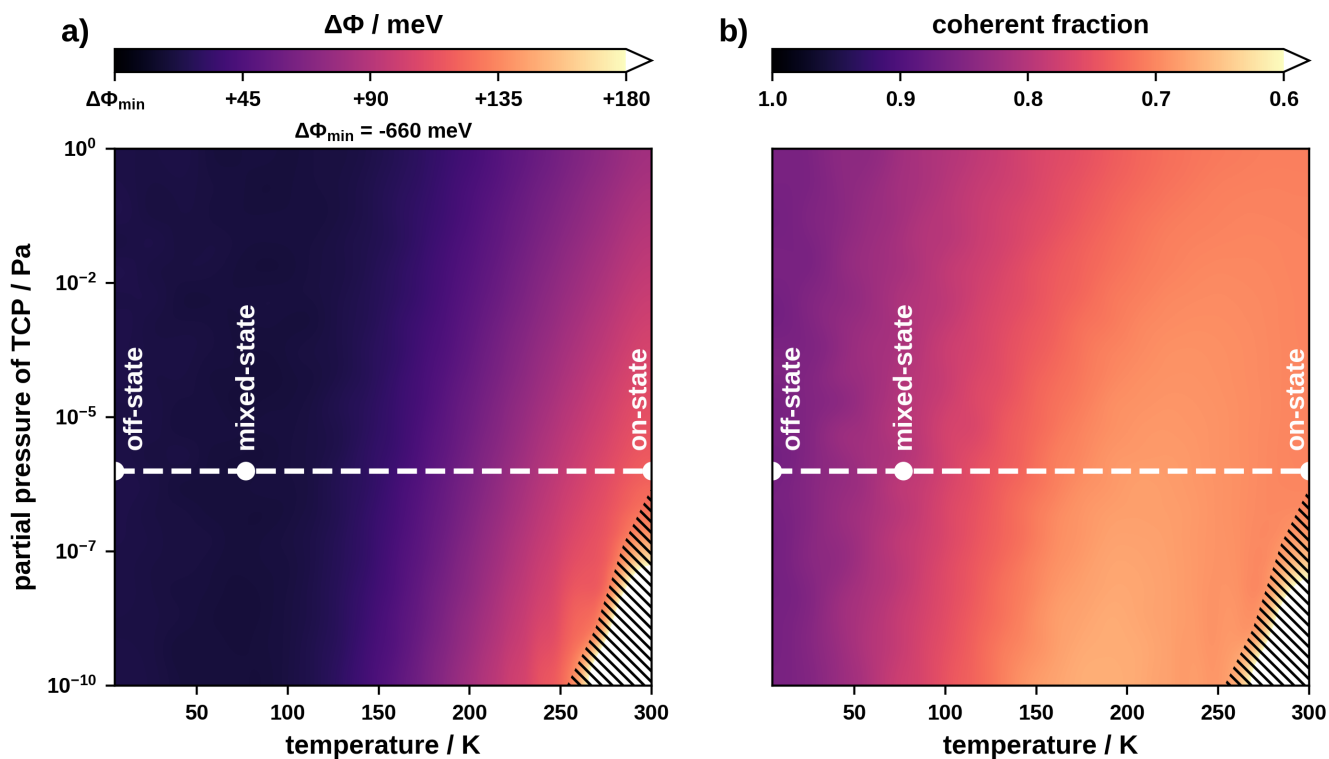 a)
ΔΦ / meV
ΔΦmin +45 +90 +135 +180
ΔΦmin = -660 meV
partial pressure of TCP / Pa
10⁰
10⁻²
10⁻⁵
10⁻⁷
10⁻¹⁰
off-state
mixed-state
on-state
50 100 150 200 250 300
temperature / K
b)
coherent fraction
1.0 0.9 0.8 0.7 0.6
off-state
mixed-state
on-state
50 100 150 200 250 300
temperature / K